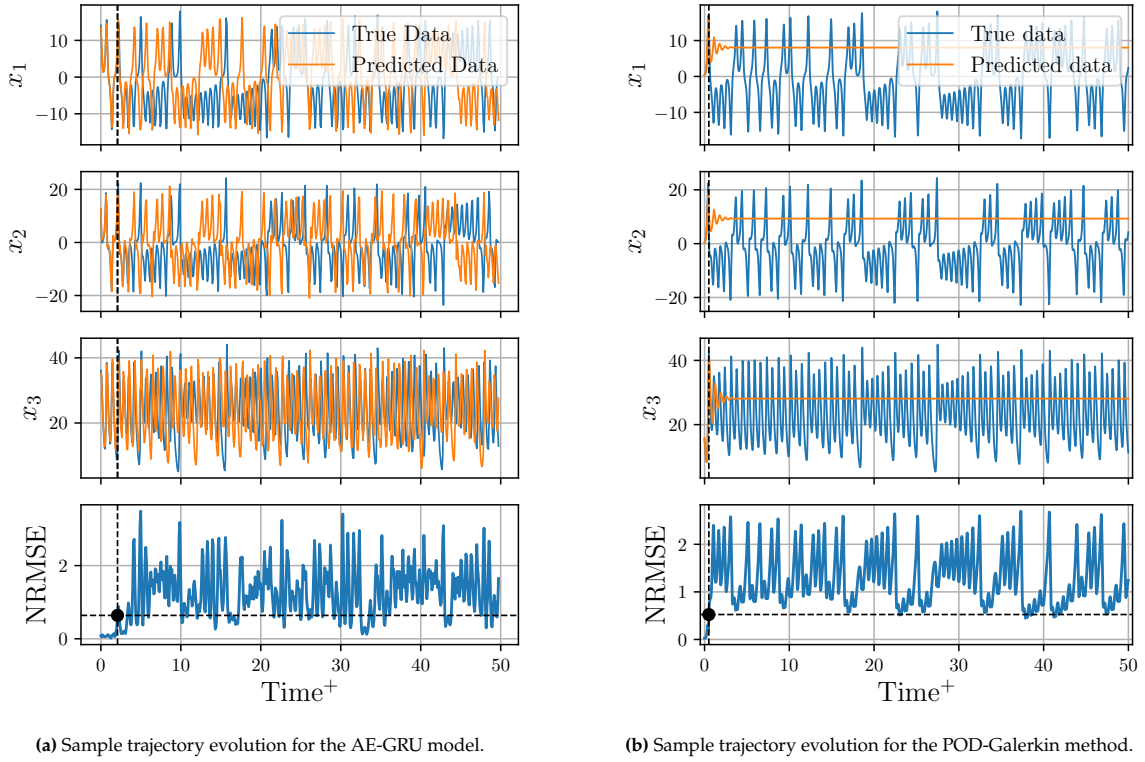 x1
10
0
−10
True Data
Predicted Data
x2
20
0
−20
x3
40
20
NRMSE
2
0
0 10 20 30 40 50
Time+
(a) Sample trajectory evolution for the AE-GRU model.
x1
10
0
−10
True data
Predicted data
x2
20
0
−20
x3
40
20
NRMSE
2
1
0
0 10 20 30 40 50
Time+
(b) Sample trajectory evolution for the POD-Galerkin method.